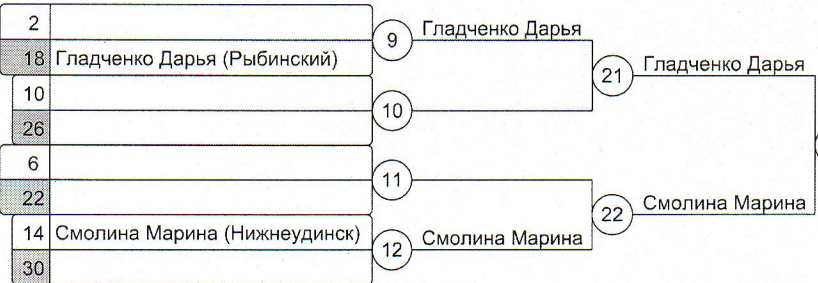 2
18 Гладченко Дарья (Рыбинский)
9 Гладченко Дарья
10
26
10
21 Гладченко Дарья
6
22
11
14 Смолина Марина (Нижнеудинск)
30
12 Смолина Марина
22 Смолина Марина